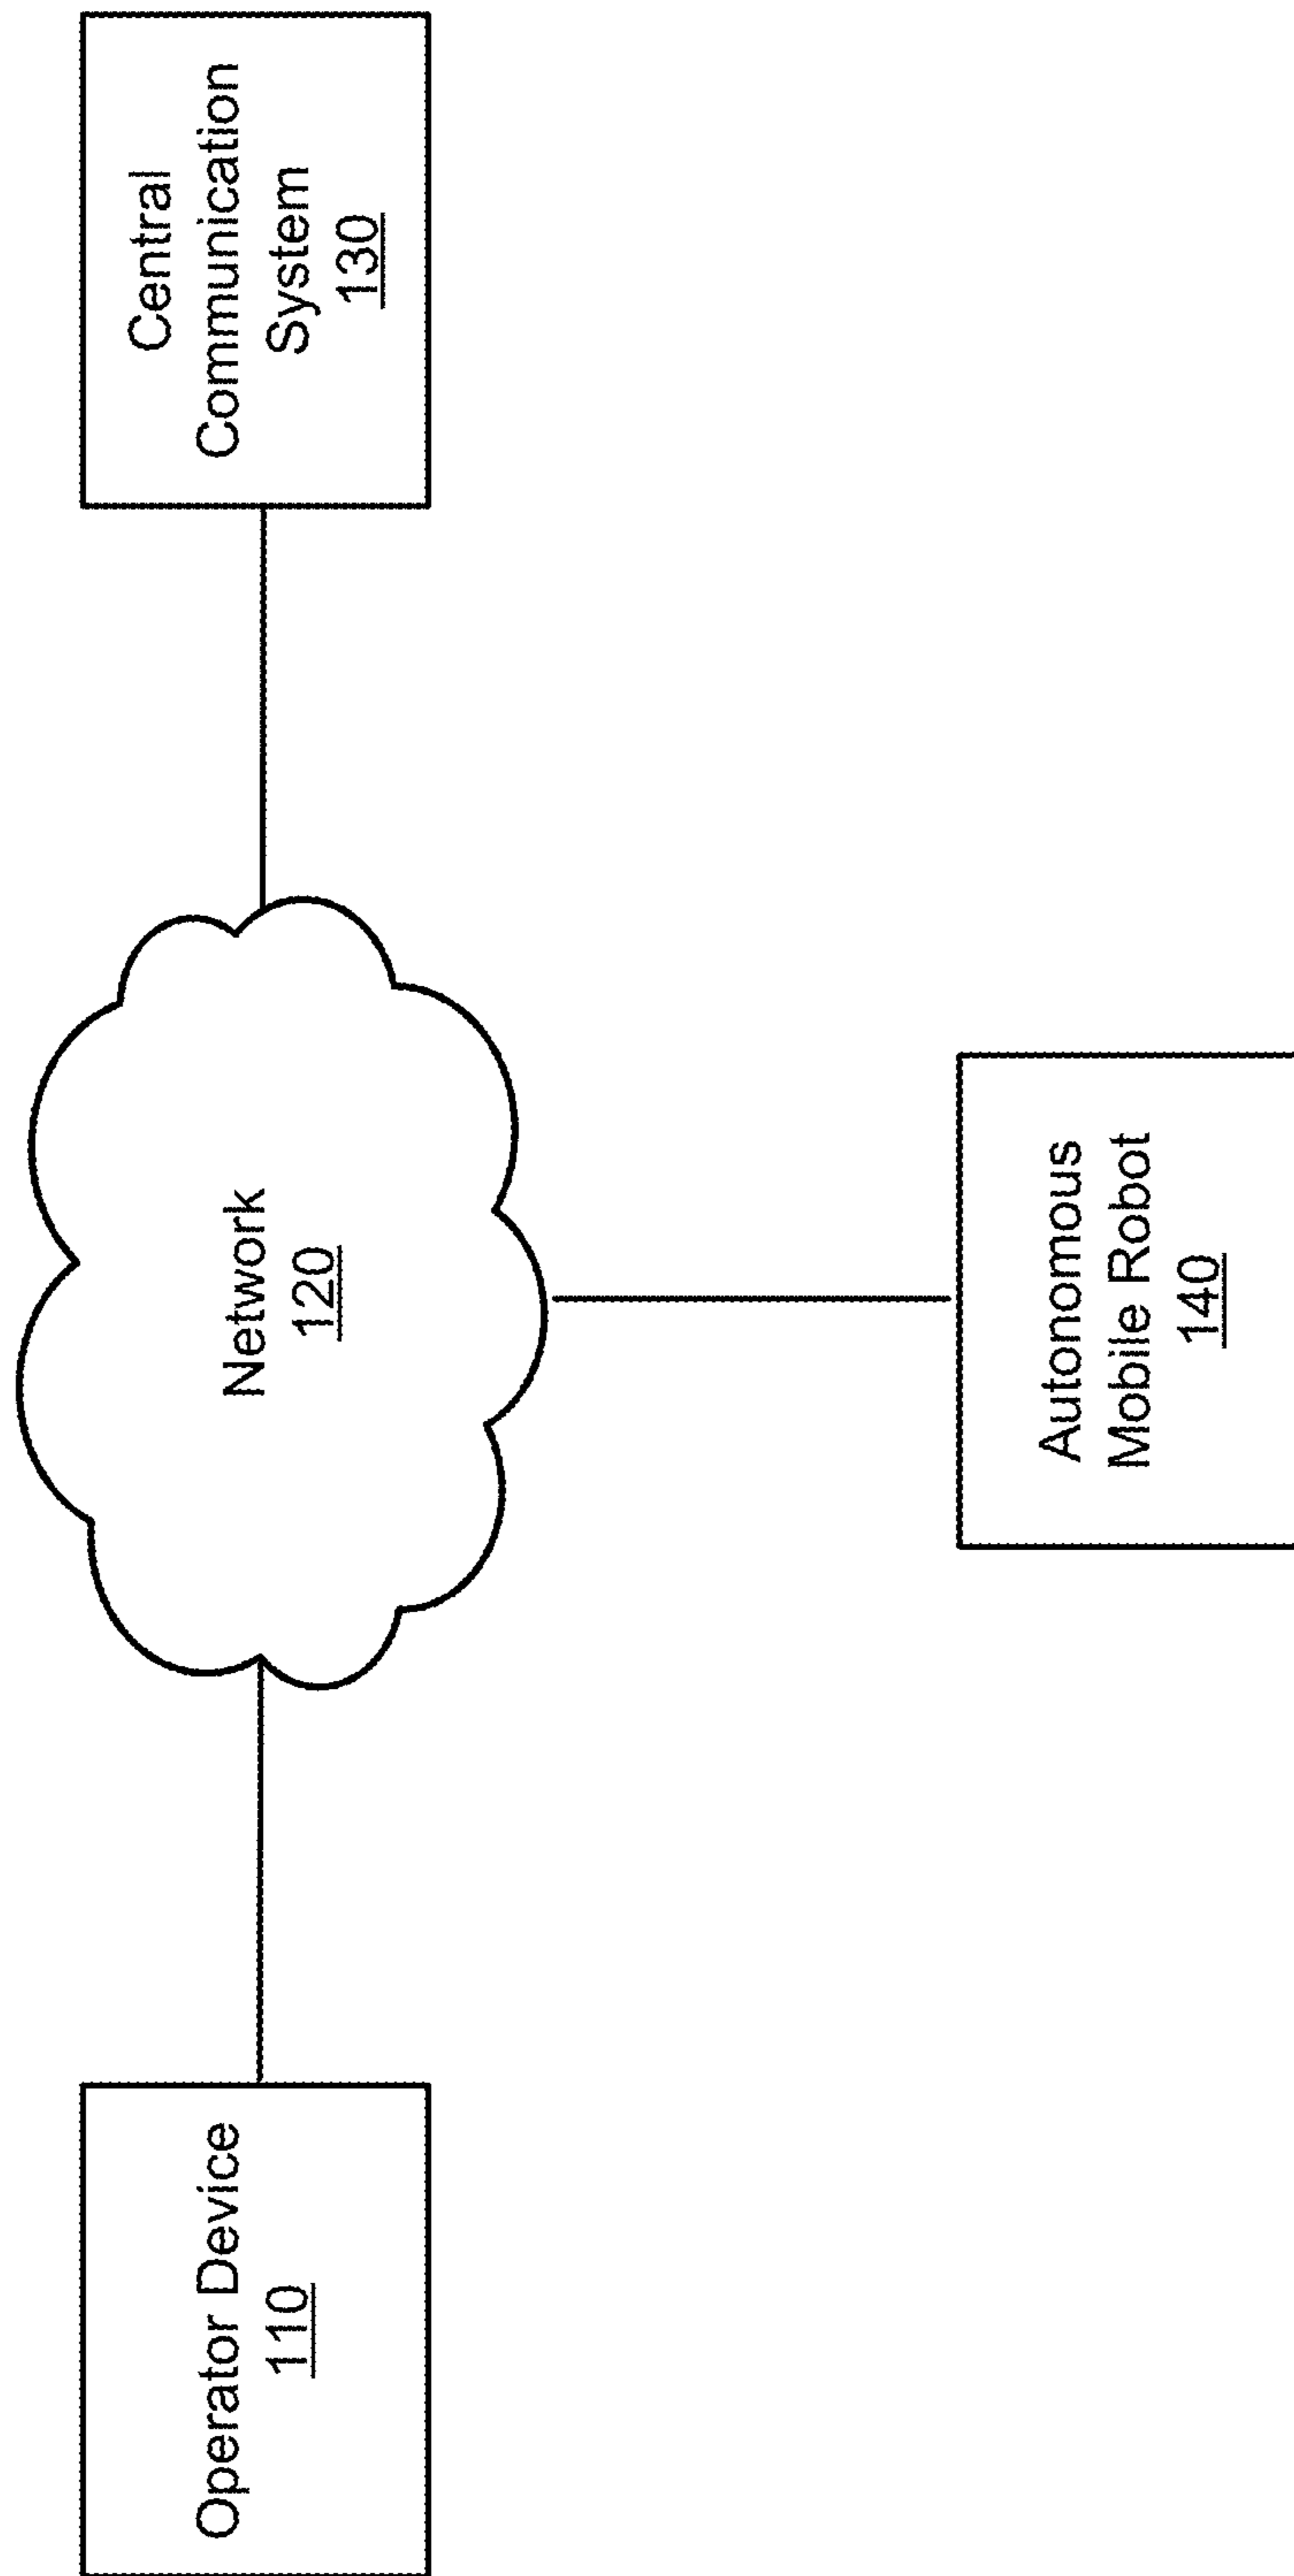 Operator Device
110
Network
120
Central
Communication
System
130
Autonomous
Mobile Robot
140